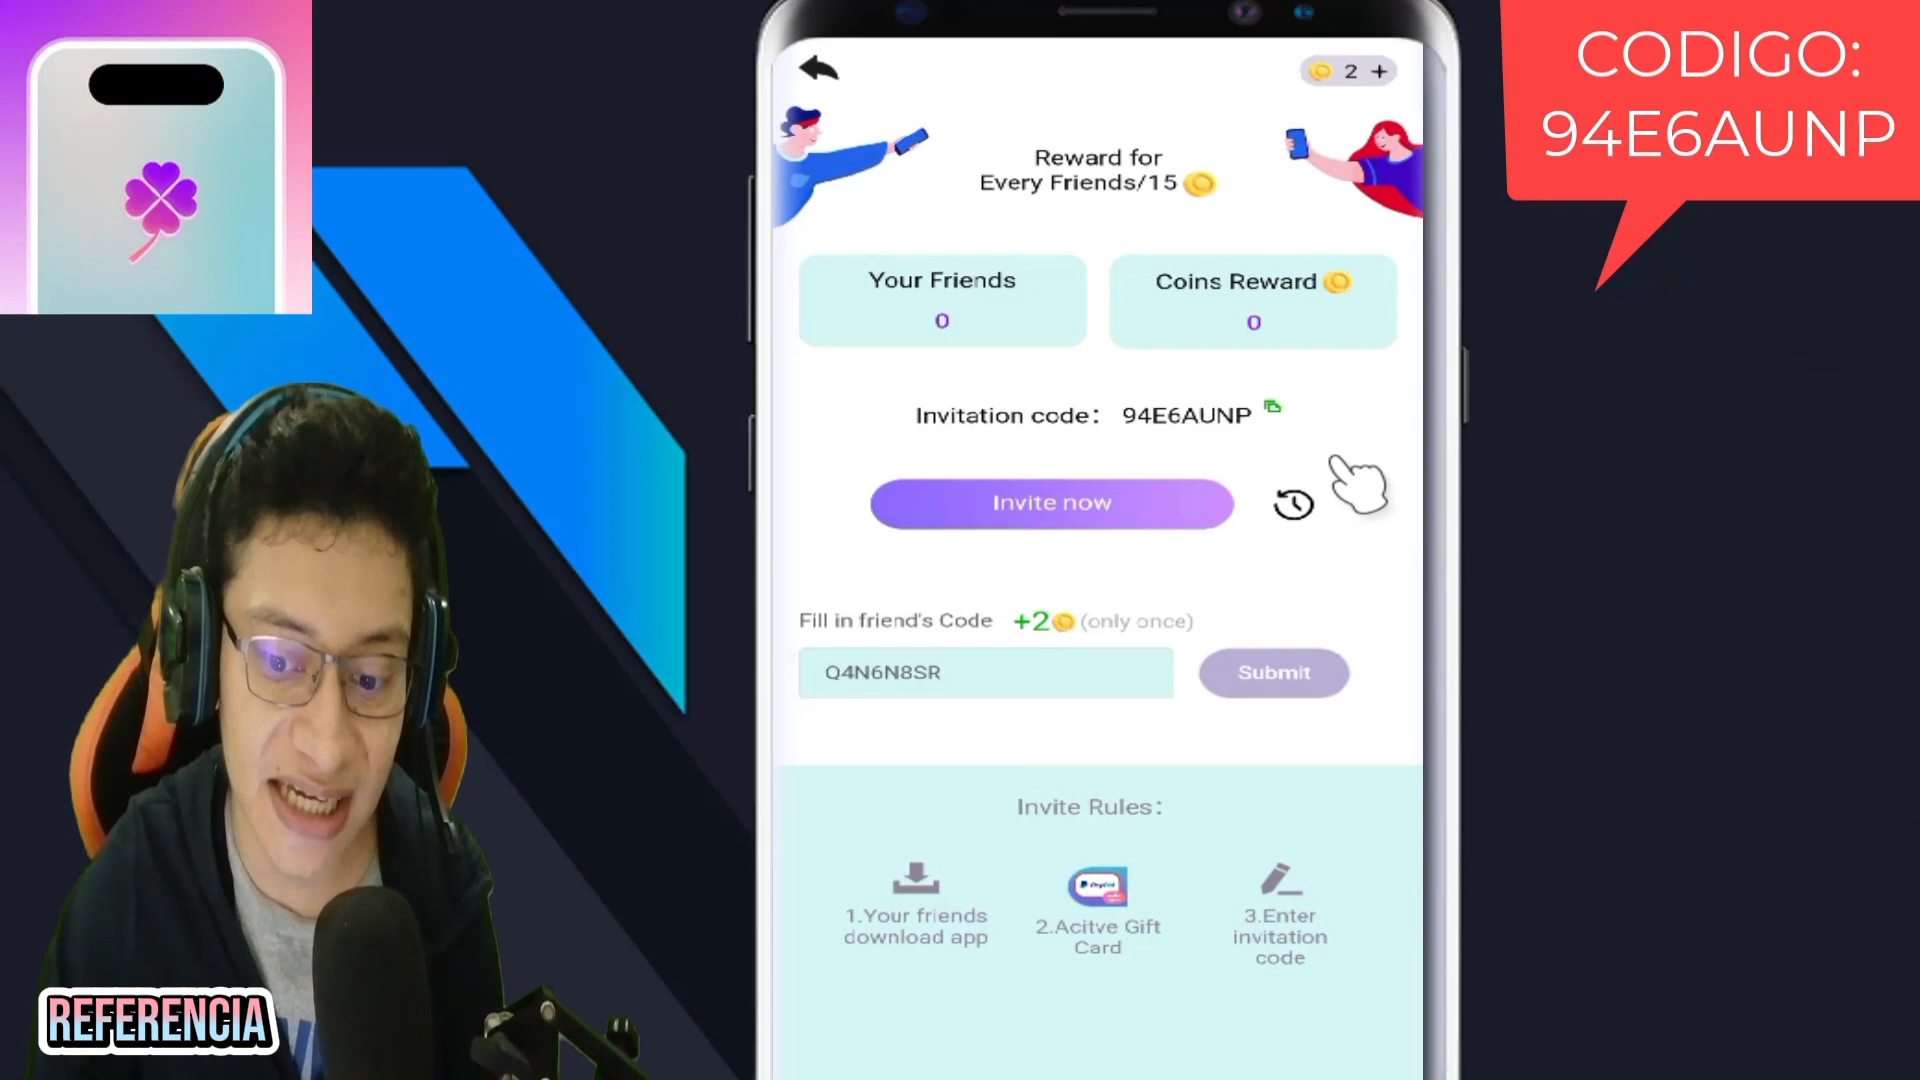 CODIGO:
94E6AUNP
2 +
Reward for
Every Friends/15
Your Friends
0
Coins Reward
0
Invitation code: 94E6AUNP
Invite now
Fill in friend's Code +2 (only once)
Q4N6N8SR
Submit
Invite Rules:
1.Your friends
download app
PayPal
2.Acitve Gift
Card
3.Enter
invitation
code
REFERENCIA